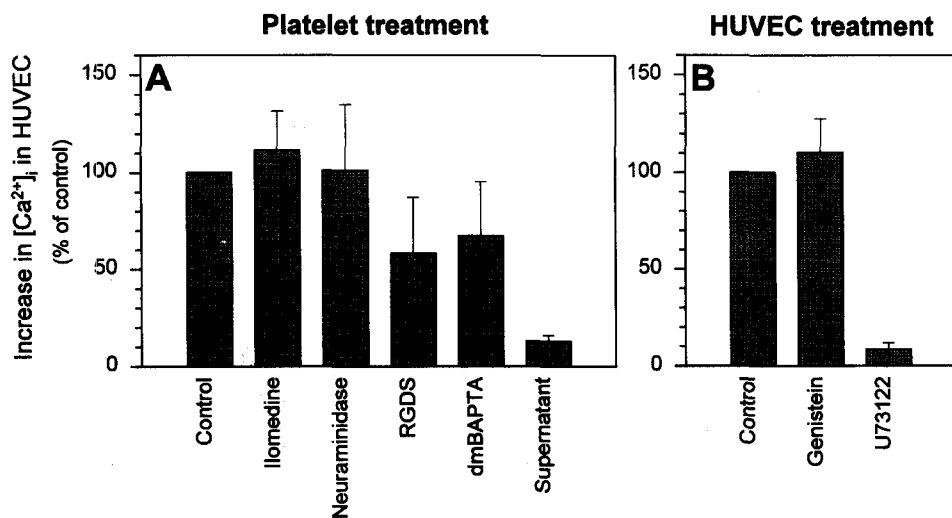 Platelet treatment
HUVEC treatment
Increase in [Ca²⁺]ᵢ in HUVEC
(% of control)
A
150
100
50
0
Control
Ilomedine
Neuraminidase
RGDS
dmBAPTA
Supernatant
B
150
100
50
0
Control
Genistein
U73122